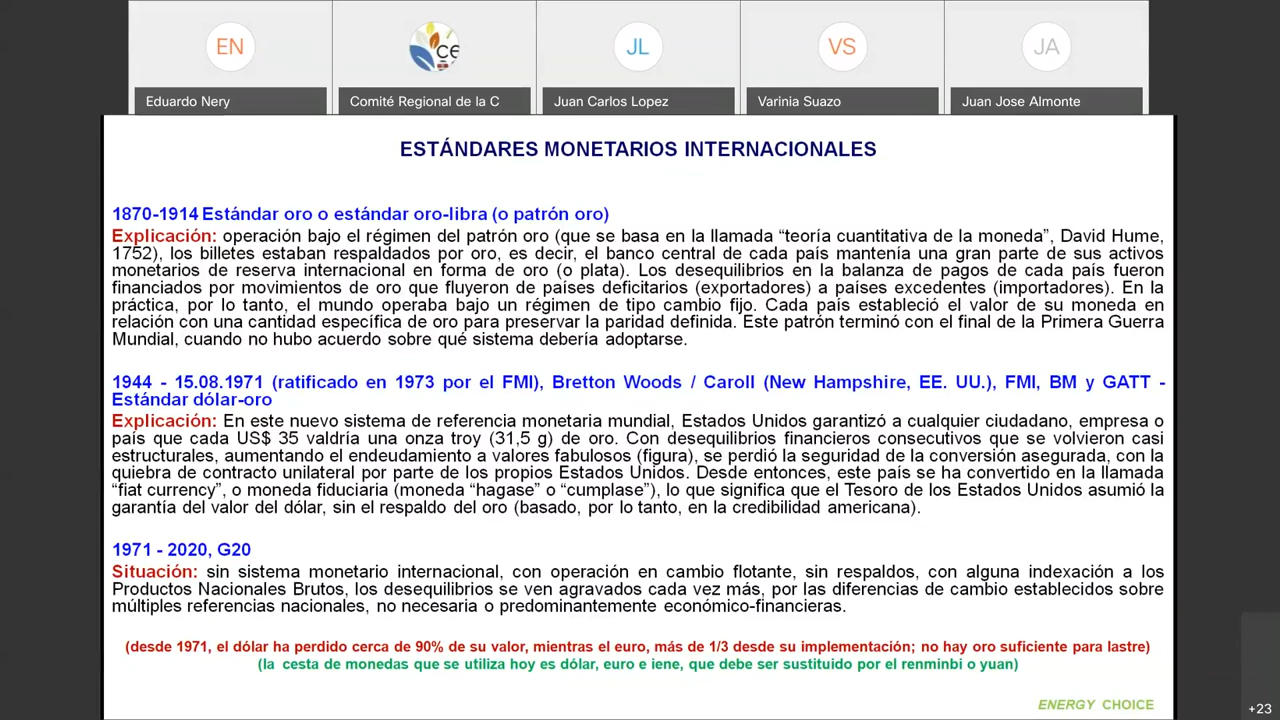 EN
CE
JL
VS
JA
Eduardo Nery
Comité Regional de la C
Juan Carlos Lopez
Varinia Suazo
Juan Jose Almonte
ESTÁNDARES MONETARIOS INTERNACIONALES
1870-1914 Estándar oro o estándar oro-libra (o patrón oro)
Explicación: operación bajo el régimen del patrón oro (que se basa en la llamada “teoría cuantitativa de la moneda”, David Hume,
1752), los billetes estaban respaldados por oro, es decir, el banco central de cada país mantenía una gran parte de sus activos
monetarios de reserva internacional en forma de oro (o plata). Los desequilibrios en la balanza de pagos de cada país fueron
financiados por movimientos de oro que fluyeron de países deficitarios (exportadores) a países excedentes (importadores). En la
práctica, por lo tanto, el mundo operaba bajo un régimen de tipo cambio fijo. Cada país estableció el valor de su moneda en
relación con una cantidad específica de oro para preservar la paridad definida. Este patrón terminó con el final de la Primera Guerra
Mundial, cuando no hubo acuerdo sobre qué sistema debería adoptarse.
1944 - 15.08.1971 (ratificado en 1973 por el FMI), Bretton Woods / Caroll (New Hampshire, EE. UU.), FMI, BM y GATT -
Estándar dólar-oro
Explicación: En este nuevo sistema de referencia monetaria mundial, Estados Unidos garantizó a cualquier ciudadano, empresa o
país que cada US$ 35 valdría una onza troy (31,5 g) de oro. Con desequilibrios financieros consecutivos que se volvieron casi
estructurales, aumentando el endeudamiento a valores fabulosos (figura), se perdió la seguridad de la conversión asegurada, con la
quiebra de contracto unilateral por parte de los propios Estados Unidos. Desde entonces, este país se ha convertido en la llamada
“fiat currency”, o moneda fiduciaria (moneda “hagase” o “cumplase”), lo que significa que el Tesoro de los Estados Unidos asumió la
garantía del valor del dólar, sin el respaldo del oro (basado, por lo tanto, en la credibilidad americana).
1971 - 2020, G20
Situación: sin sistema monetario internacional, con operación en cambio flotante, sin respaldos, con alguna indexación a los
Productos Nacionales Brutos, los desequilibrios se ven agravados cada vez más, por las diferencias de cambio establecidos sobre
múltiples referencias nacionales, no necesaria o predominantemente económico-financieras.
(desde 1971, el dólar ha perdido cerca de 90% de su valor, mientras el euro, más de 1/3 desde su implementación; no hay oro suficiente para lastre)
(la cesta de monedas que se utiliza hoy es dólar, euro e iene, que debe ser sustituido por el renminbi o yuan)
ENERGY CHOICE
+23